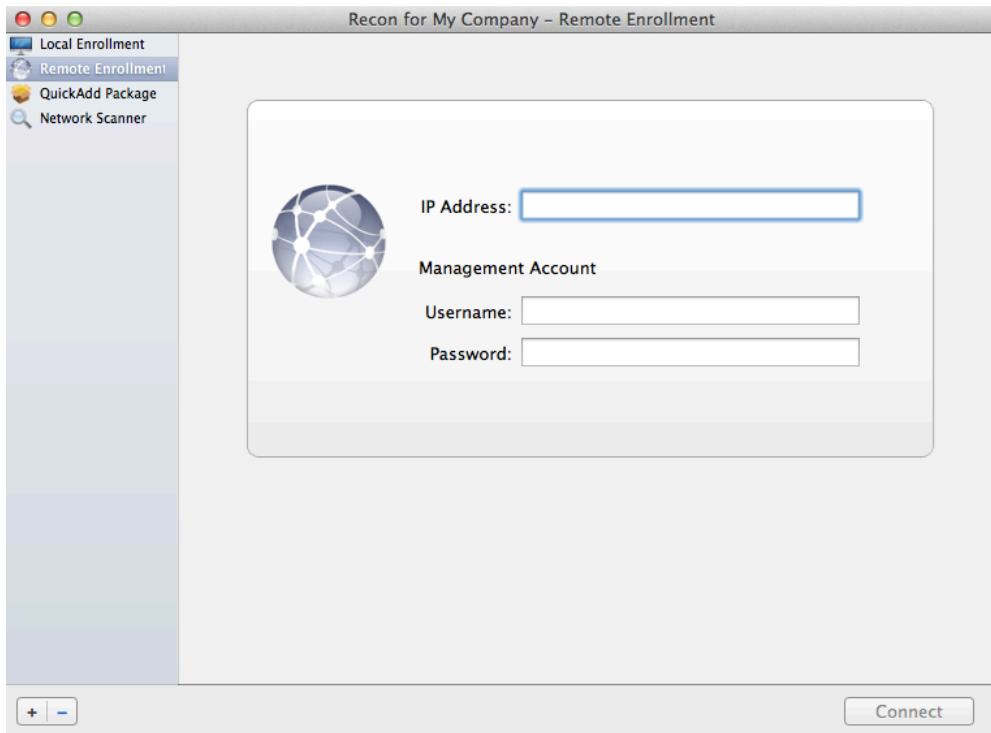 Recon for My Company – Remote Enrollment
Local Enrollment
Remote Enrollment
QuickAdd Package
Network Scanner
IP Address:
Management Account
Username:
Password:
+ –
Connect